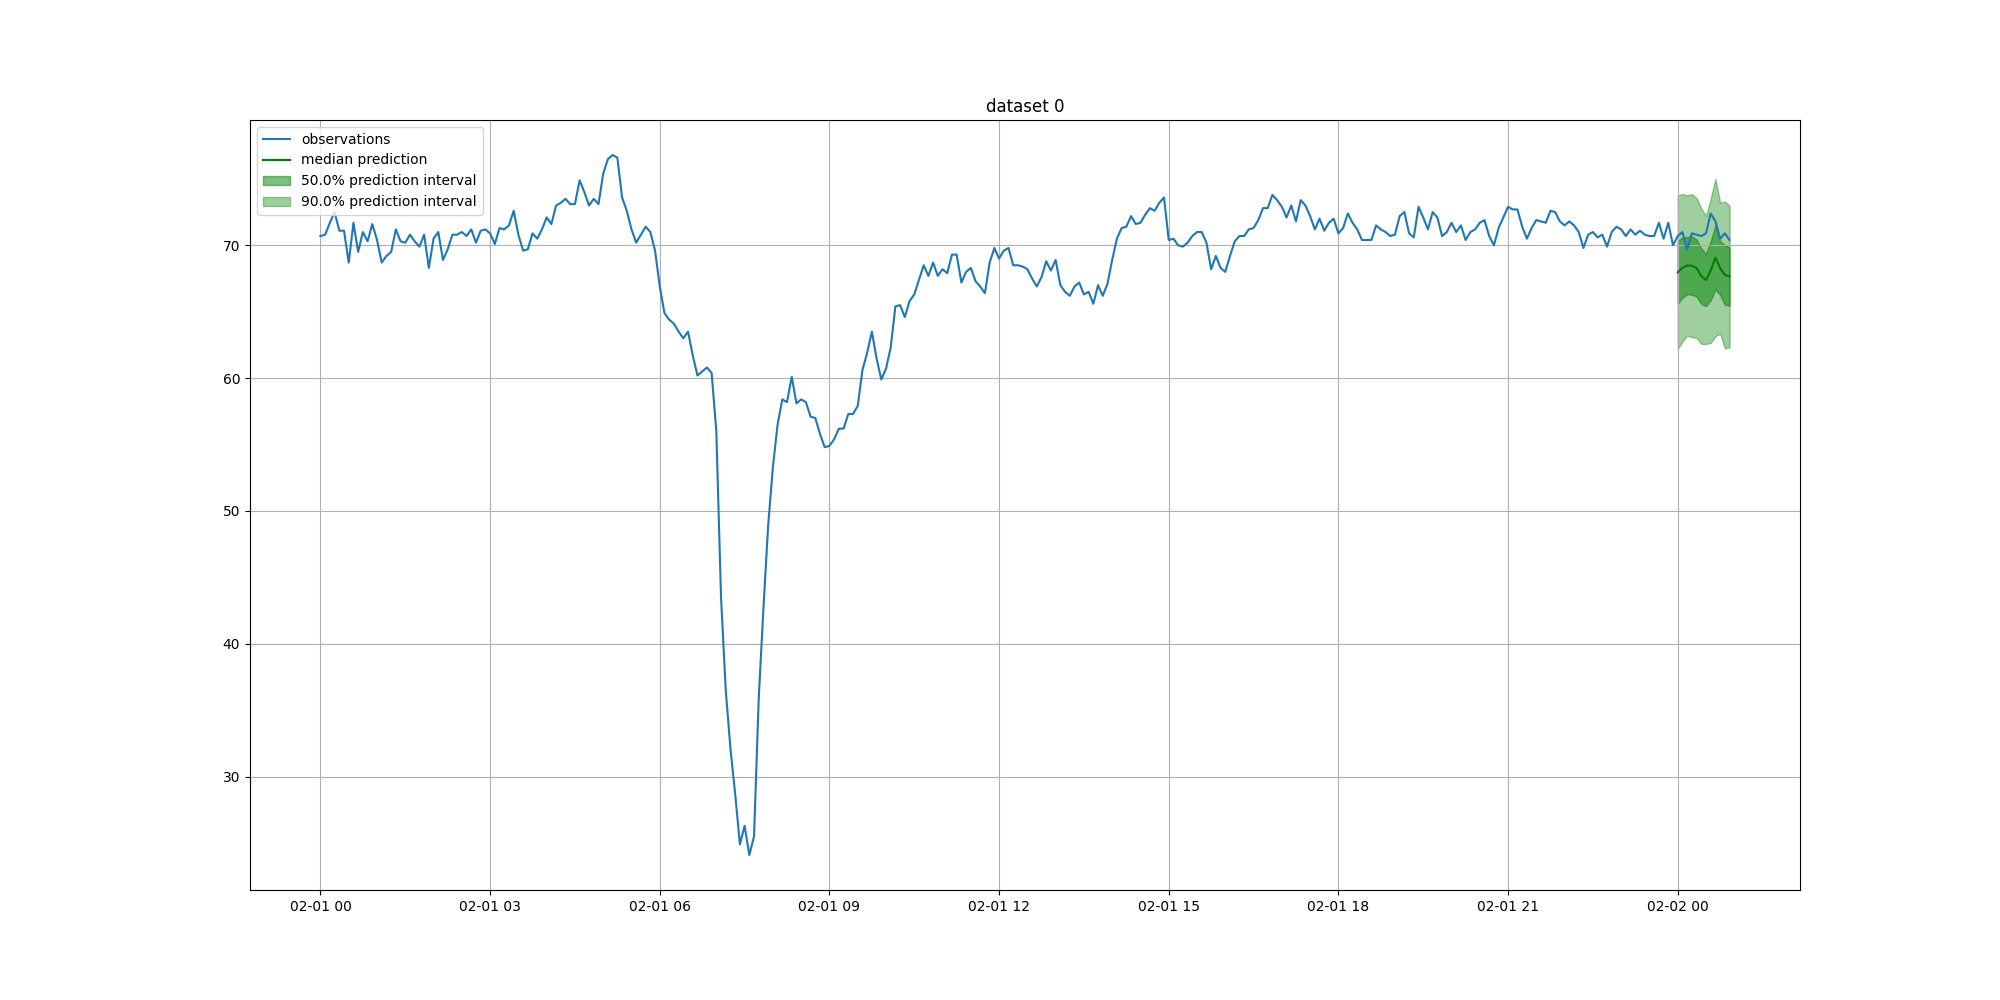 dataset 0
observations
median prediction
50.0% prediction interval
90.0% prediction interval
70
60
50
40
30
02-01 00
02-01 03
02-01 06
02-01 09
02-01 12
02-01 15
02-01 18
02-01 21
02-02 00